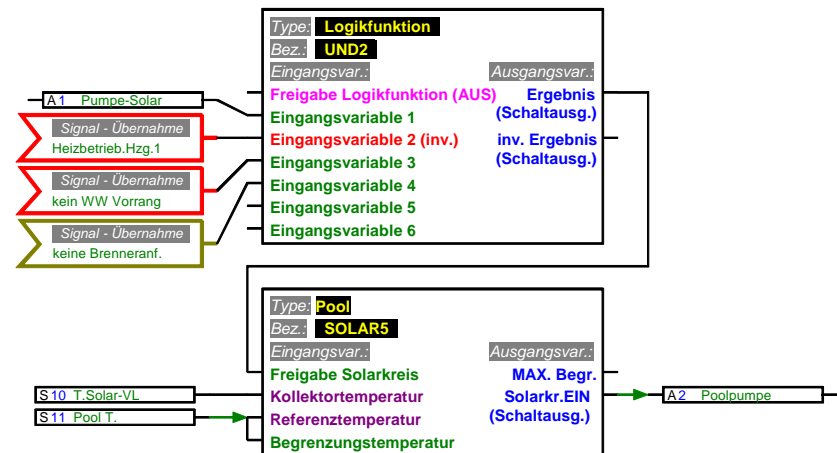 Type: Logikfunktion
Bez.: UND2
Eingangsvar.: Ausgangsvar.:
Freigabe Logikfunktion (AUS) Ergebnis
(Schaltausg.)
A 1 Pumpe-Solar
Eingangsvariable 1
Signal - Übernahme
Heizbetrieb.Hzg.1
Eingangsvariable 2 (inv.) inv. Ergebnis
(Schaltausg.)
Signal - Übernahme
kein WW Vorrang
Eingangsvariable 3
Eingangsvariable 4
Eingangsvariable 5
Eingangsvariable 6
Signal - Übernahme
keine Brenneranf.
Type: Pool
Bez.: SOLAR5
Eingangsvar.: Ausgangsvar.:
Freigabe Solarkreis MAX. Begr.
S 10 T.Solar-VL Kollektortemperatur Solarkr.EIN A 2 Poolpumpe
S 11 Pool T. Referenztemperatur (Schaltausg.)
Begrenzungstemperatur